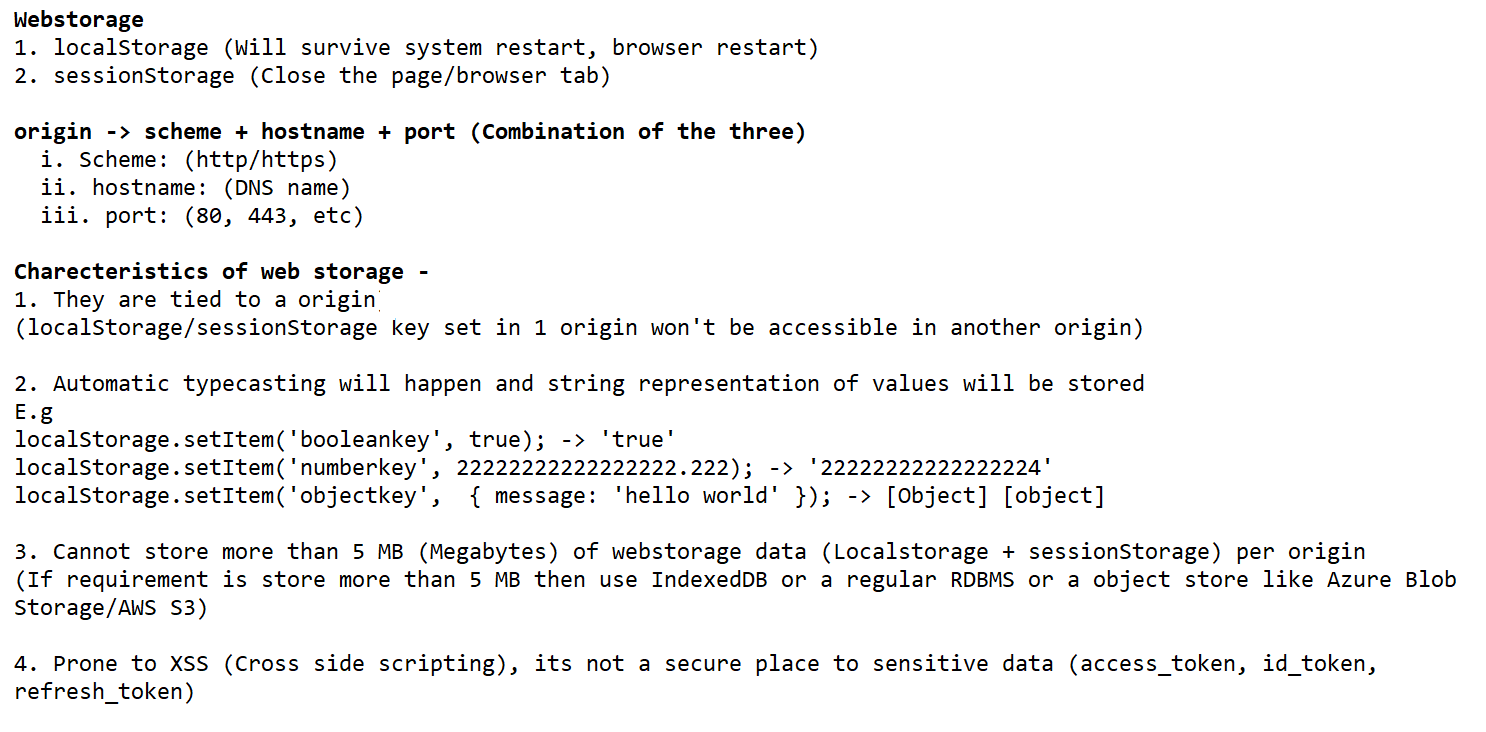 Webstorage
1. localStorage (Will survive system restart, browser restart)
2. sessionStorage (Close the page/browser tab)
origin -> scheme + hostname + port (Combination of the three)
i. Scheme: (http/https)
ii. hostname: (DNS name)
iii. port: (80, 443, etc)
Charecteristics of web storage -
1. They are tied to a origin
(localStorage/sessionStorage key set in 1 origin won't be accessible in another origin)
2. Automatic typecasting will happen and string representation of values will be stored
E.g
localStorage.setItem('booleankey', true); -> 'true'
localStorage.setItem('numberkey', 22222222222222222.222); -> '22222222222222224'
localStorage.setItem('objectkey',  { message: 'hello world' }); -> [Object] [object]
3. Cannot store more than 5 MB (Megabytes) of webstorage data (Localstorage + sessionStorage) per origin
(If requirement is store more than 5 MB then use IndexedDB or a regular RDBMS or a object store like Azure Blob
Storage/AWS S3)
4. Prone to XSS (Cross side scripting), its not a secure place to sensitive data (access_token, id_token,
refresh_token)